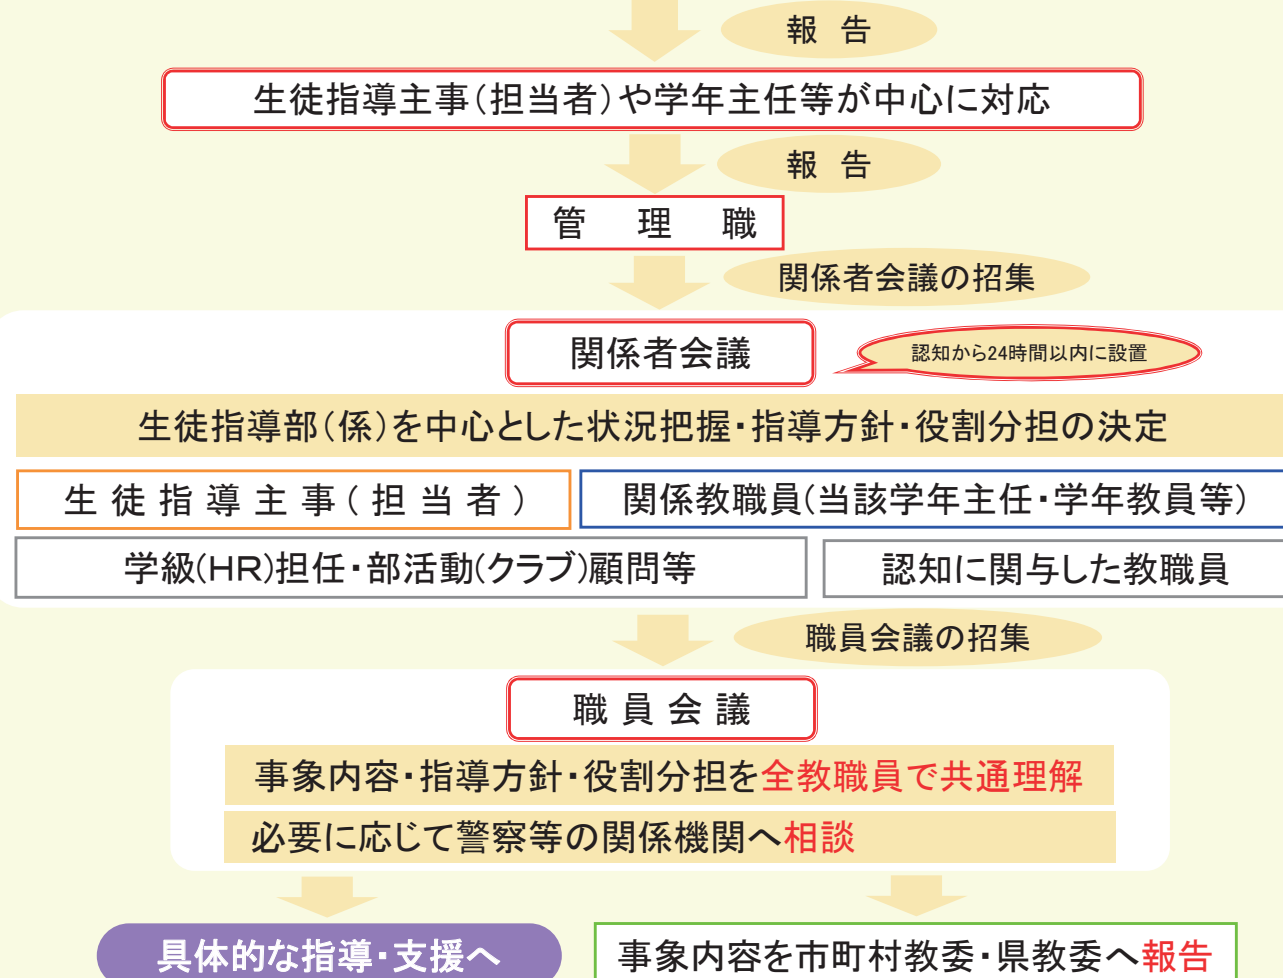 報 告
生徒指導主事(担当者)や学年主任等が中心に対応
報 告
管 理 職
関係者会議の招集
関係者会議
認知から24時間以内に設置
生徒指導部(係)を中心とした状況把握・指導方針・役割分担の決定
生徒指導主事(担当者)
関係教職員(当該学年主任・学年教員等)
学級(HR)担任・部活動(クラブ)顧問等
認知に関与した教職員
職員会議の招集
職員会議
事象内容・指導方針・役割分担を全教職員で共通理解
必要に応じて警察等の関係機関へ相談
具体的な指導・支援へ
事象内容を市町村教委・県教委へ報告